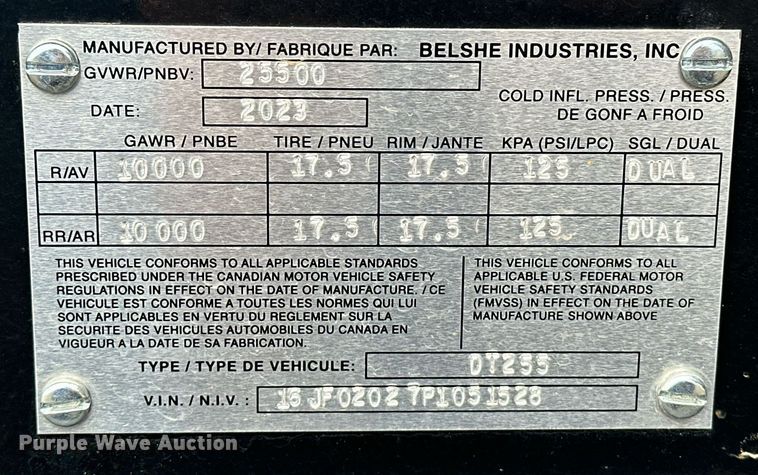 MANUFACTURED BY/ FABRIQUE PAR: BELSHE INDUSTRIES, INC
GVWR/PNBV: 23500
COLD INFL. PRESS. / PRESS.
DE GONF A FROID
DATE: 2023
GAWR / PNBE TIRE / PNEU RIM / JANTE KPA (PSI/LPC) SGL / DUAL
R/AV 10000 17.5 17.5 125 DUAL
RR/AR 10000 17.5 17.5 125 DUAL
THIS VEHICLE CONFORMS TO ALL APPLICABLE STANDARDS
PRESCRIBED UNDER THE CANADIAN MOTOR VEHICLE SAFETY
REGULATIONS IN EFFECT ON THE DATE OF MANUFACTURE. / CE
VEHICULE EST CONFORME A TOUTES LES NORMES QUI LUI
SONT APPLICABLES EN VERTU DU REGLEMENT SUR LA
SECURITE DES VEHICULES AUTOMOBILES DU CANADA EN
VIGUEUR A LA DATE DE SA FABRICATION.
THIS VEHICLE CONFORMS TO ALL
APPLICABLE U.S. FEDERAL MOTOR
VEHICLE SAFETY STANDARDS
(FMVSS) IN EFFECT ON THE DATE OF
MANUFACTURE SHOWN ABOVE
TYPE / TYPE DE VEHICULE:
V.I.N. / N.I.V. : 16JF02027P1051528
Purple Wave Auction